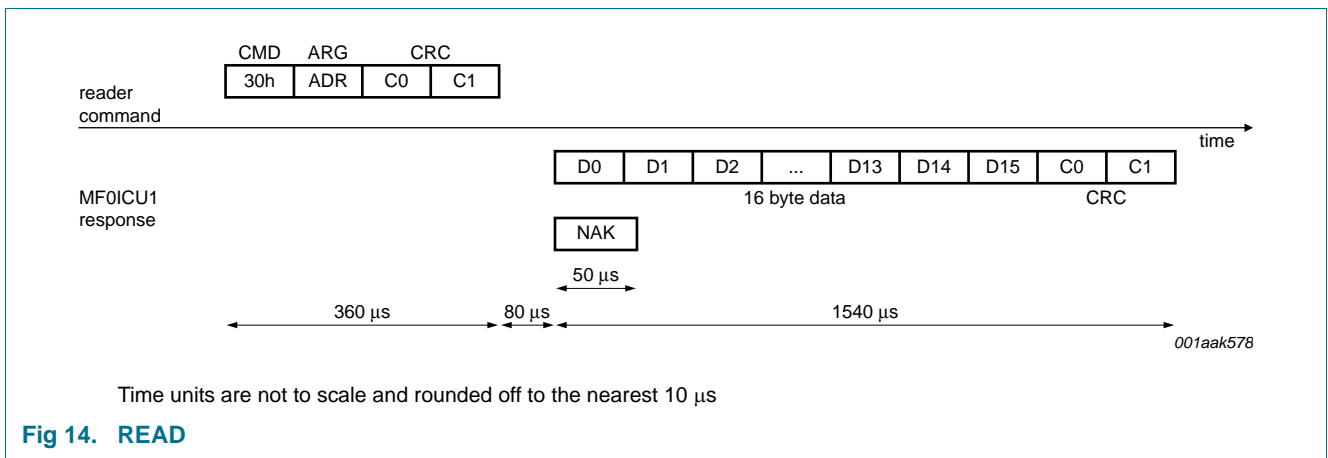 CMD ARG CRC
30h ADR C0 C1
reader
command
time
D0 D1 D2 ... D13 D14 D15 C0 C1
MF0ICU1
response
16 byte data CRC
NAK
50 μs
360 μs 80 μs 1540 μs
001aak578
Time units are not to scale and rounded off to the nearest 10 μs
Fig 14. READ